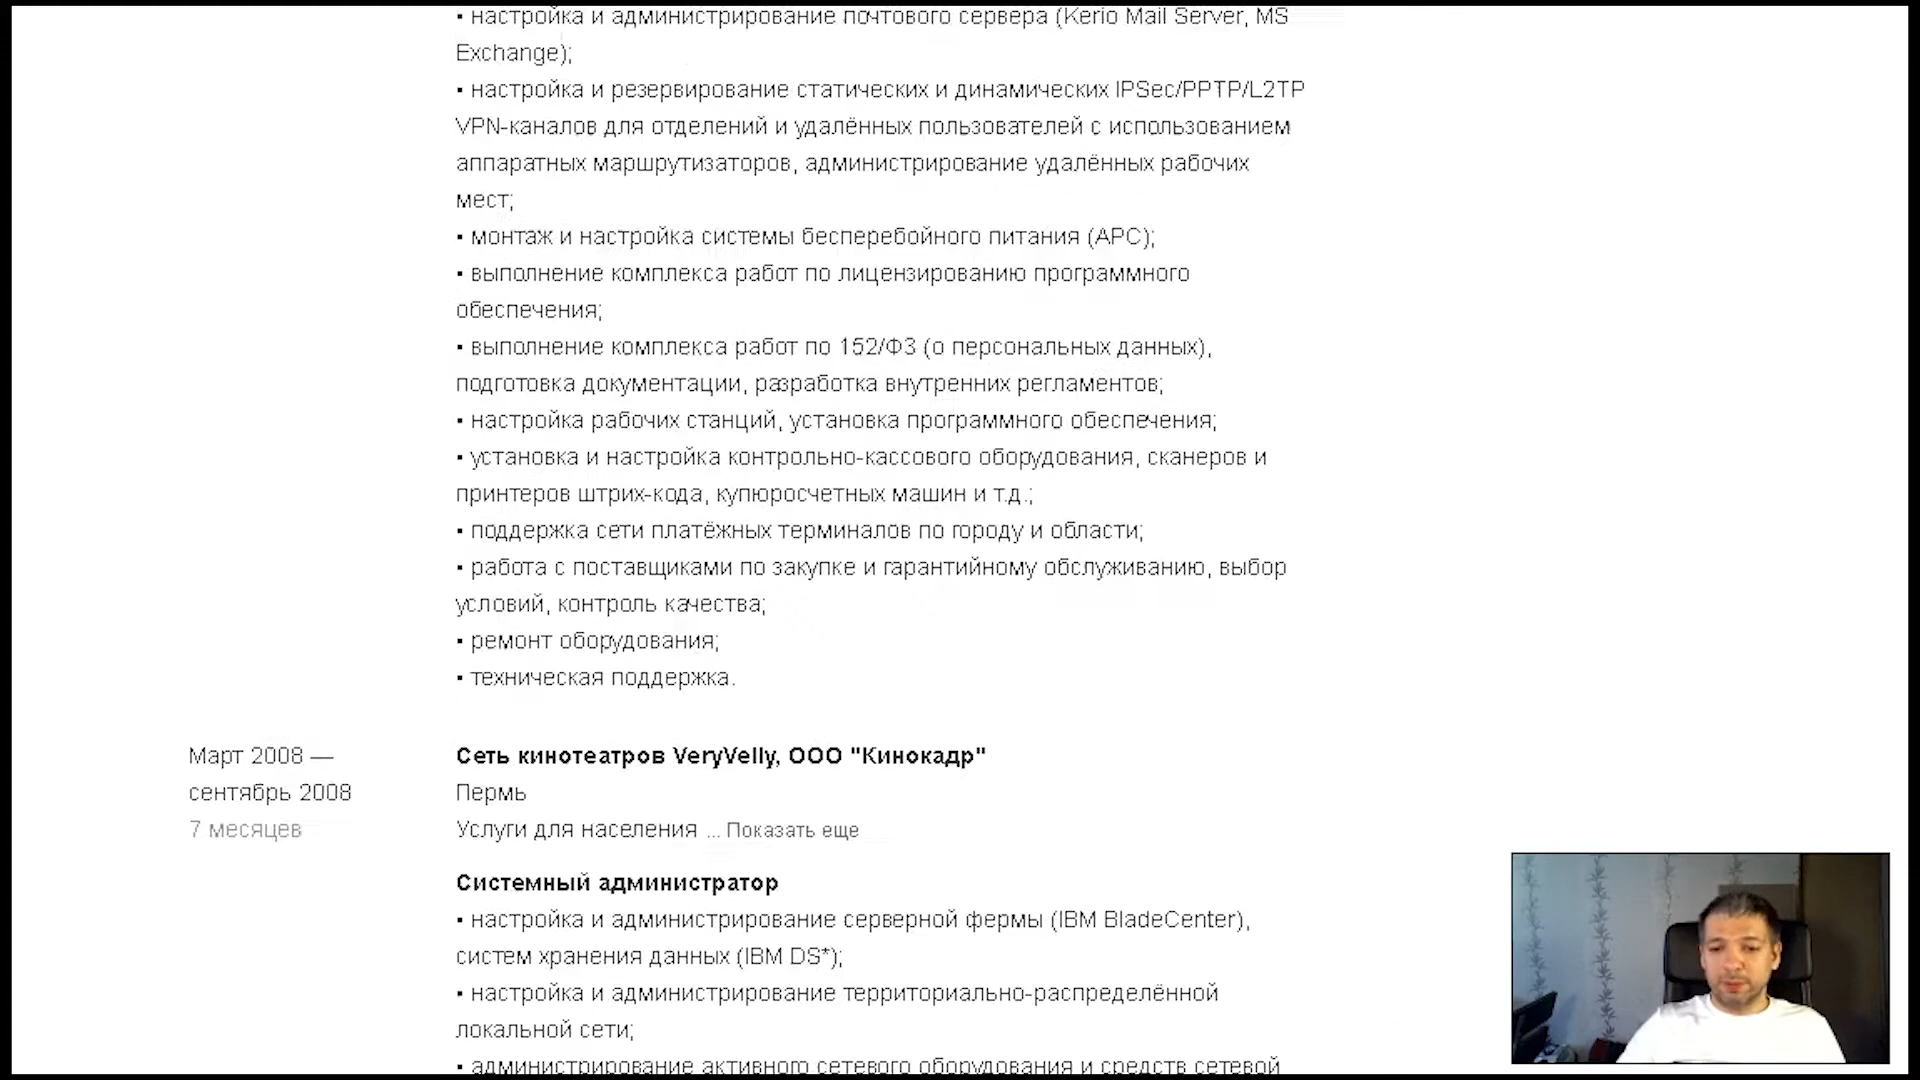 ▪ настройка и администрирование почтового сервера (Kerio Mail Server, MS
Exchange);
▪ настройка и резервирование статических и динамических IPSec/PPTP/L2TP
VPN-каналов для отделений и удалённых пользователей с использованием
аппаратных маршрутизаторов, администрирование удалённых рабочих
мест;
▪ монтаж и настройка системы бесперебойного питания (APC);
▪ выполнение комплекса работ по лицензированию программного
обеспечения;
▪ выполнение комплекса работ по 152/ФЗ (о персональных данных),
подготовка документации, разработка внутренних регламентов;
▪ настройка рабочих станций, установка программного обеспечения;
▪ установка и настройка контрольно-кассового оборудования, сканеров и
принтеров штрих-кода, купюросчетных машин и т.д.;
▪ поддержка сети платёжных терминалов по городу и области;
▪ работа с поставщиками по закупке и гарантийному обслуживанию, выбор
условий, контроль качества;
▪ ремонт оборудования;
▪ техническая поддержка.
Март 2008 —
сентябрь 2008
7 месяцев
Сеть кинотеатров VeryVelly, ООО "Кинокадр"
Пермь
Услуги для населения ... Показать еще
Системный администратор
▪ настройка и администрирование серверной фермы (IBM BladeCenter),
систем хранения данных (IBM DS*);
▪ настройка и администрирование территориально-распределённой
локальной сети;
▪ администрирование активного сетевого оборудования и средств сетевой